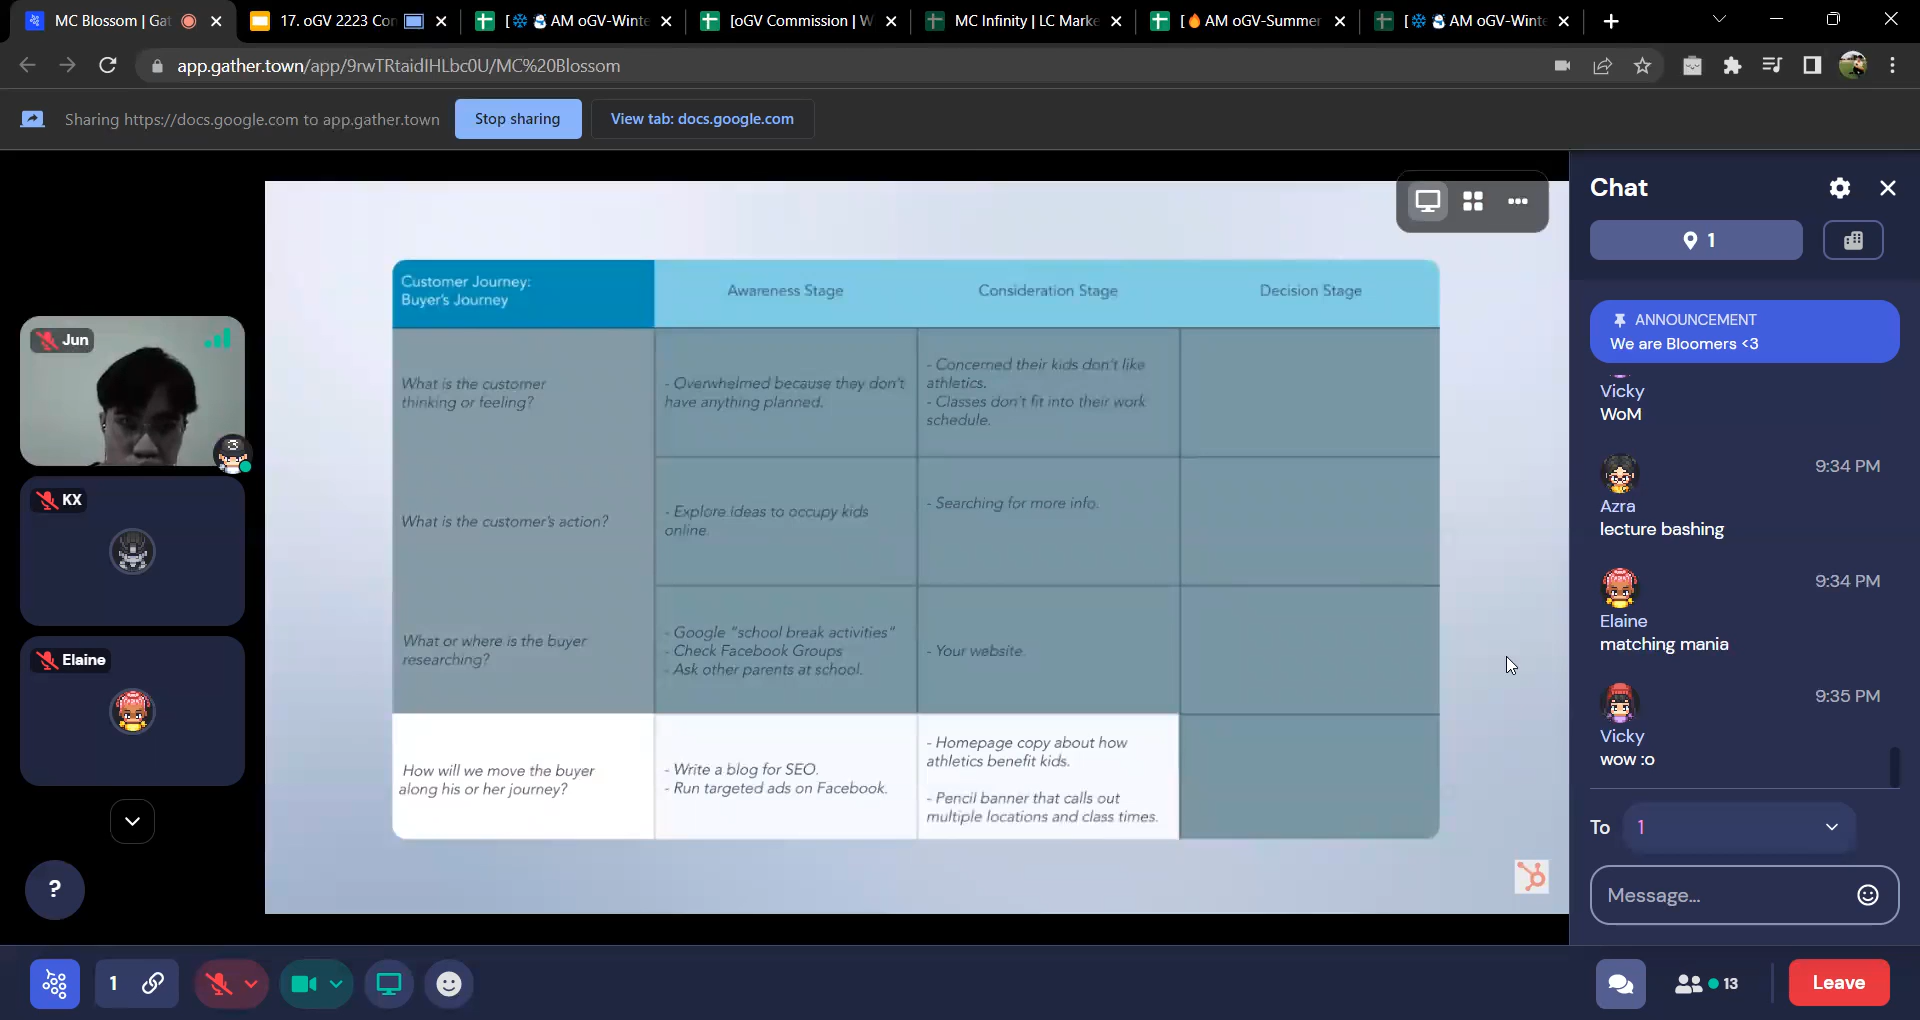 MC Blossom | Gat
17. oGV 2223 Con
[❄️☃️ AM oGV-Winte
[oGV Commission | W
MC Infinity | LC Marke
[🔥 AM oGV-Summer
[❄️☃️ AM oGV-Winte
app.gather.town/app/9rwTRtaidIHLbc0U/MC%20Blossom
Sharing https://docs.google.com to app.gather.town
Stop sharing
View tab: docs.google.com
Jun
3
KX
Elaine
?
Customer Journey:
Buyer's Journey
Awareness Stage
Consideration Stage
Decision Stage
What is the customer
thinking or feeling?
- Overwhelmed because they don't
have anything planned.
- Concerned their kids don't like
athletics.
- Classes don't fit into their work
schedule.
What is the customer's action?
- Explore ideas to occupy kids
online.
- Searching for more info.
What or where is the buyer
researching?
- Google "school break activities"
- Check Facebook Groups
- Ask other parents at school.
- Your website.
How will we move the buyer
along his or her journey?
- Write a blog for SEO.
- Run targeted ads on Facebook.
- Homepage copy about how
athletics benefit kids.
- Pencil banner that calls out
multiple locations and class times.
Chat
1
ANNOUNCEMENT
We are Bloomers <3
Vicky
WoM
9:34 PM
Azra
lecture bashing
9:34 PM
Elaine
matching mania
9:35 PM
Vicky
wow :o
To 1
Message...
1
13
Leave